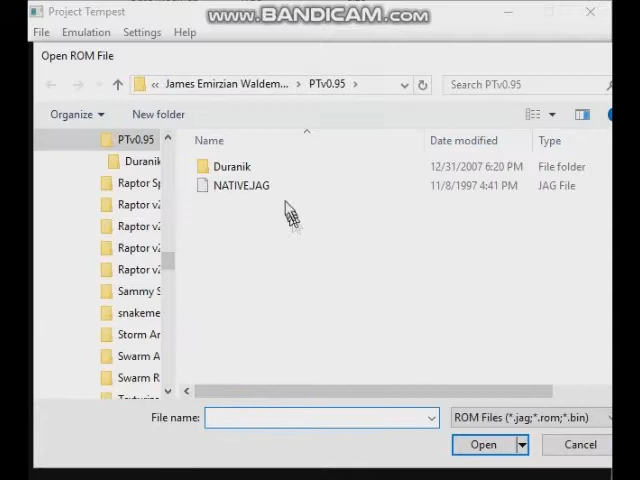 Project Tempest
www.BANDICAM.com
File Emulation Settings Help
Open ROM File
« James Emirzian Waldem... › PTv0.95 ›
Search PTv0.95
Organize
New folder
Name Date modified Type
Duranik 12/31/2007 6:20 PM File folder
NATIVE.JAG 11/8/1997 4:41 PM JAG File
PTv0.95
Duranik
Raptor Sp
Raptor v2
Raptor v2
Raptor v2
Raptor v2
Sammy S
snakeme
Storm Ar
Swarm A
Swarm R
File name:
ROM Files (*.jag;*.rom;*.bin)
Open
Cancel